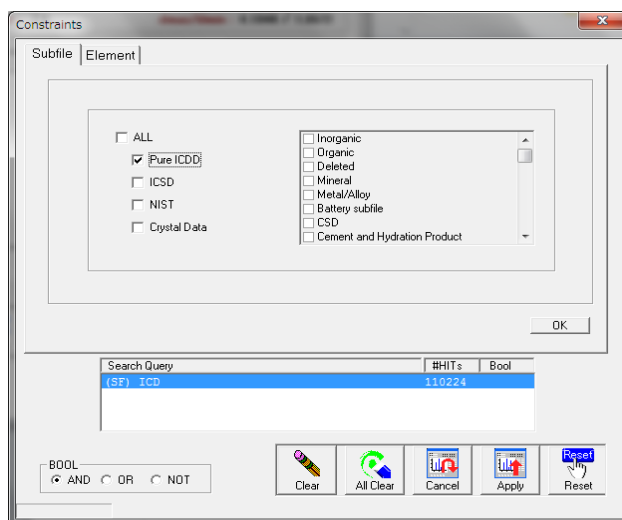 Constraints
Subfile
Element
ALL
Pure ICDD
ICSD
NIST
Crystal Data
Inorganic
Organic
Deleted
Mineral
Metal/Alloy
Battery subfile
CSD
Cement and Hydration Product
OK
Search Query #HITs Bool
(SF) ICD 110224
BOOL
AND OR NOT
Clear
All Clear
Cancel
Apply
Reset
Reset